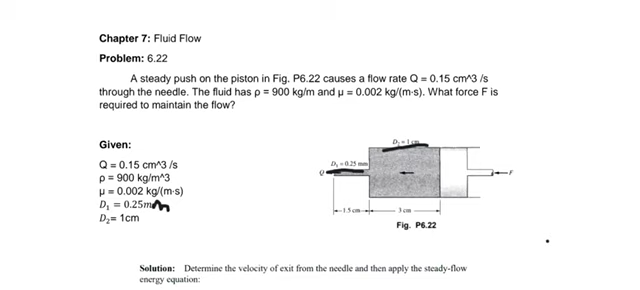 Chapter 7: Fluid Flow
Problem: 6.22
A steady push on the piston in Fig. P6.22 causes a flow rate Q = 0.15 cm^3 /s
through the needle. The fluid has ρ = 900 kg/m and μ = 0.002 kg/(m·s). What force F is
required to maintain the flow?
Given:
Q = 0.15 cm^3 /s
ρ = 900 kg/m^3
μ = 0.002 kg/(m·s)
D₁ = 0.25m
D₂= 1cm
D₂ = 1 cm
D₁ = 0.25 mm
Q
F
1.5 cm
3 cm
Fig. P6.22
Solution: Determine the velocity of exit from the needle and then apply the steady-flow
energy equation: